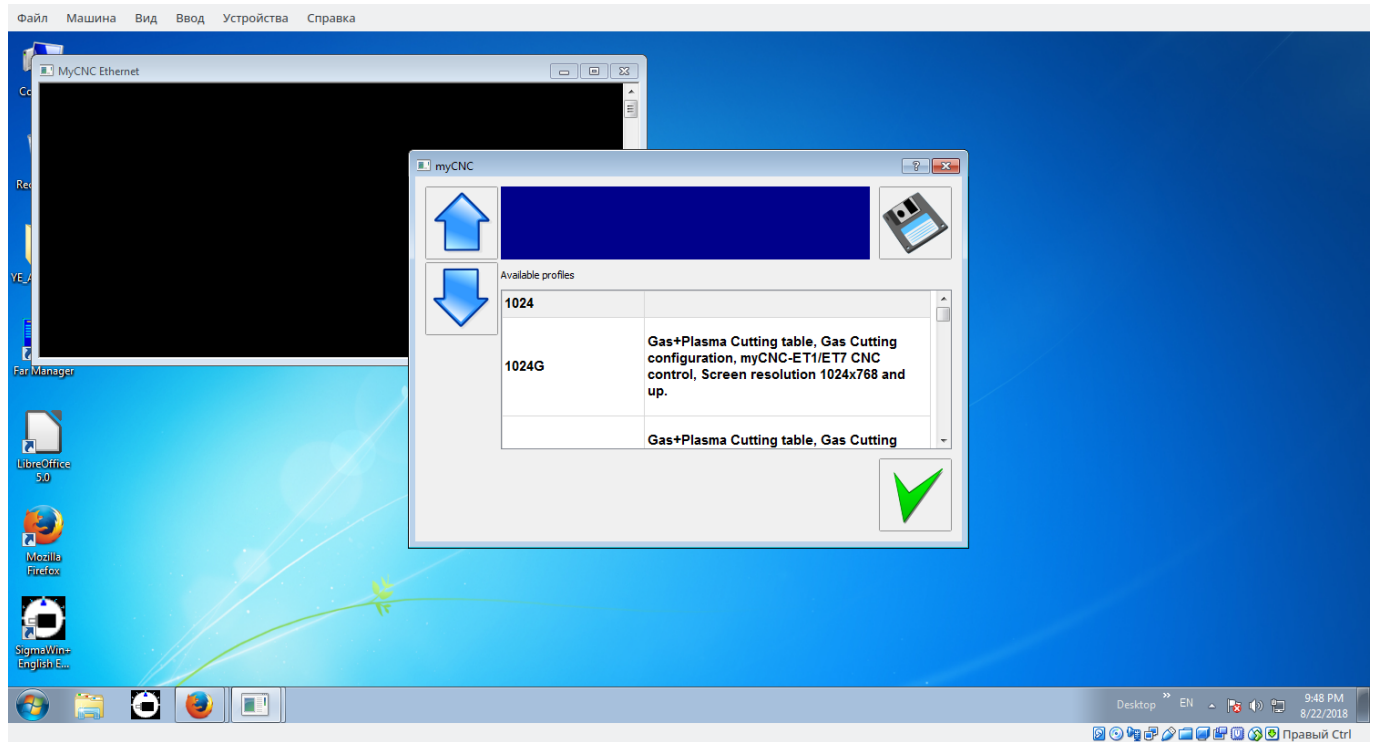 Файл Машина Вид Ввод Устройства Справка
MyCNC Ethernet
myCNC
Available profiles
1024
1024G
Gas+Plasma Cutting table, Gas Cutting
configuration, myCNC-ET1/ET7 CNC
control, Screen resolution 1024x768 and
up.
Gas+Plasma Cutting table, Gas Cutting
Far Manager
LibreOffice
5.0
Mozilla
Firefox
SigmaWin+
English E...
Desktop
EN
9:48 PM
8/22/2018
Правый Ctrl